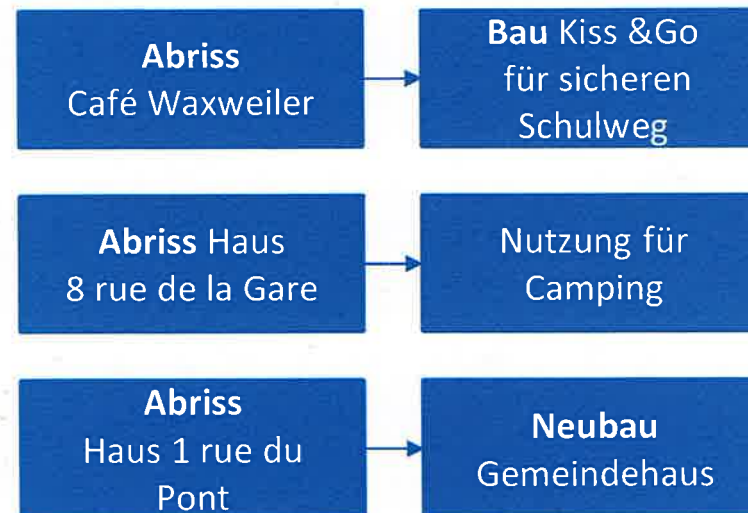 Abriss
Café Waxweiler
Bau Kiss &Go
für sicheren
Schulweg
Abriss Haus
8 rue de la Gare
Nutzung für
Camping
Abriss
Haus 1 rue du
Pont
Neubau
Gemeindehaus